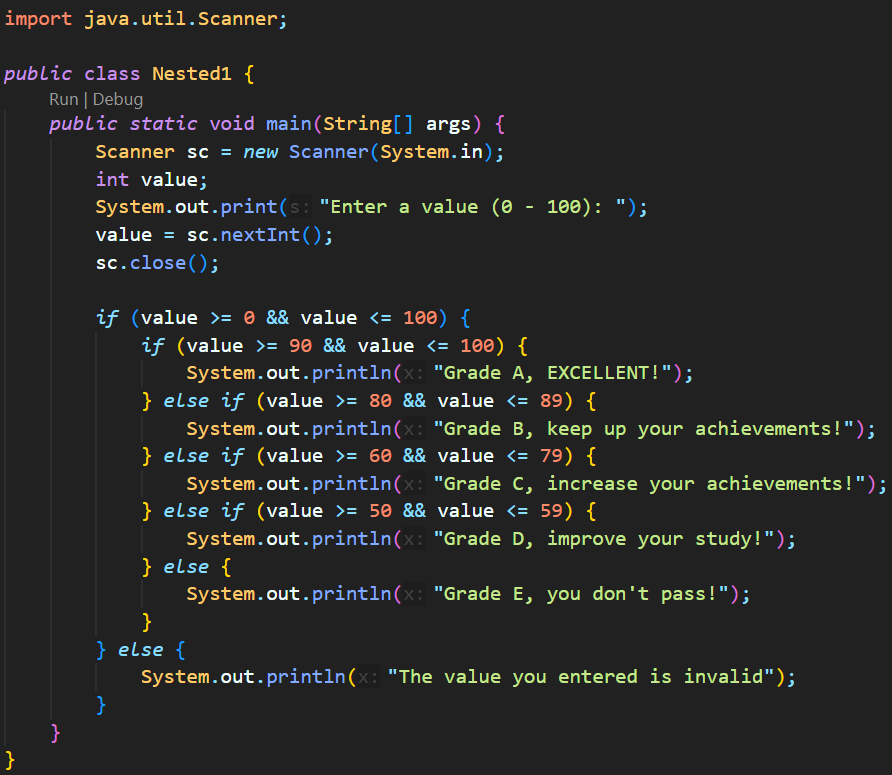 import java.util.Scanner;

public class Nested1 {
    Run | Debug
    public static void main(String[] args) {
        Scanner sc = new Scanner(System.in);
        int value;
        System.out.print(s: "Enter a value (0 - 100): ");
        value = sc.nextInt();
        sc.close();

        if (value >= 0 && value <= 100) {
            if (value >= 90 && value <= 100) {
                System.out.println(x: "Grade A, EXCELLENT!");
            } else if (value >= 80 && value <= 89) {
                System.out.println(x: "Grade B, keep up your achievements!");
            } else if (value >= 60 && value <= 79) {
                System.out.println(x: "Grade C, increase your achievements!");
            } else if (value >= 50 && value <= 59) {
                System.out.println(x: "Grade D, improve your study!");
            } else {
                System.out.println(x: "Grade E, you don't pass!");
            }
        } else {
            System.out.println(x: "The value you entered is invalid");
        }
    }
}